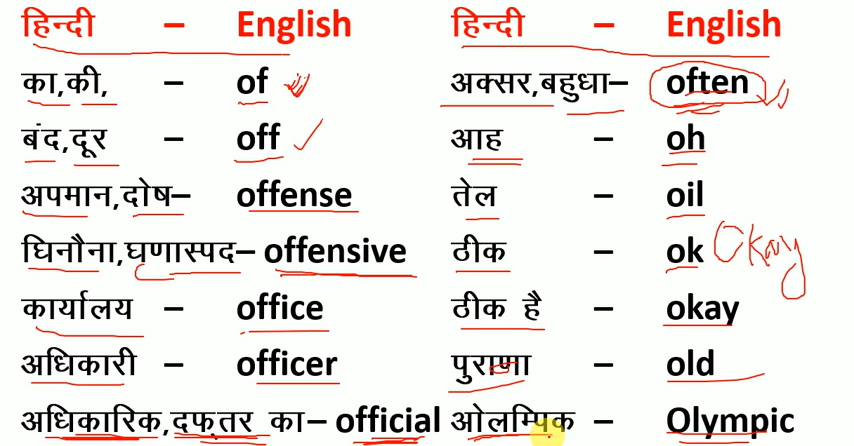 हिन्दी – English
का,की, – of
बंद,दूर – off
अपमान,दोष– offense
घिनौना,घणास्पद– offensive
कार्यालय – office
अधिकारी – officer
अधिकारिक,दफ्तर का– official
हिन्दी – English
अक्सर,बहुधा– often
आह – oh
तेल – oil
ठीक – ok Okay
ठीक है – okay
पुराना – old
ओलम्पिक – Olympic